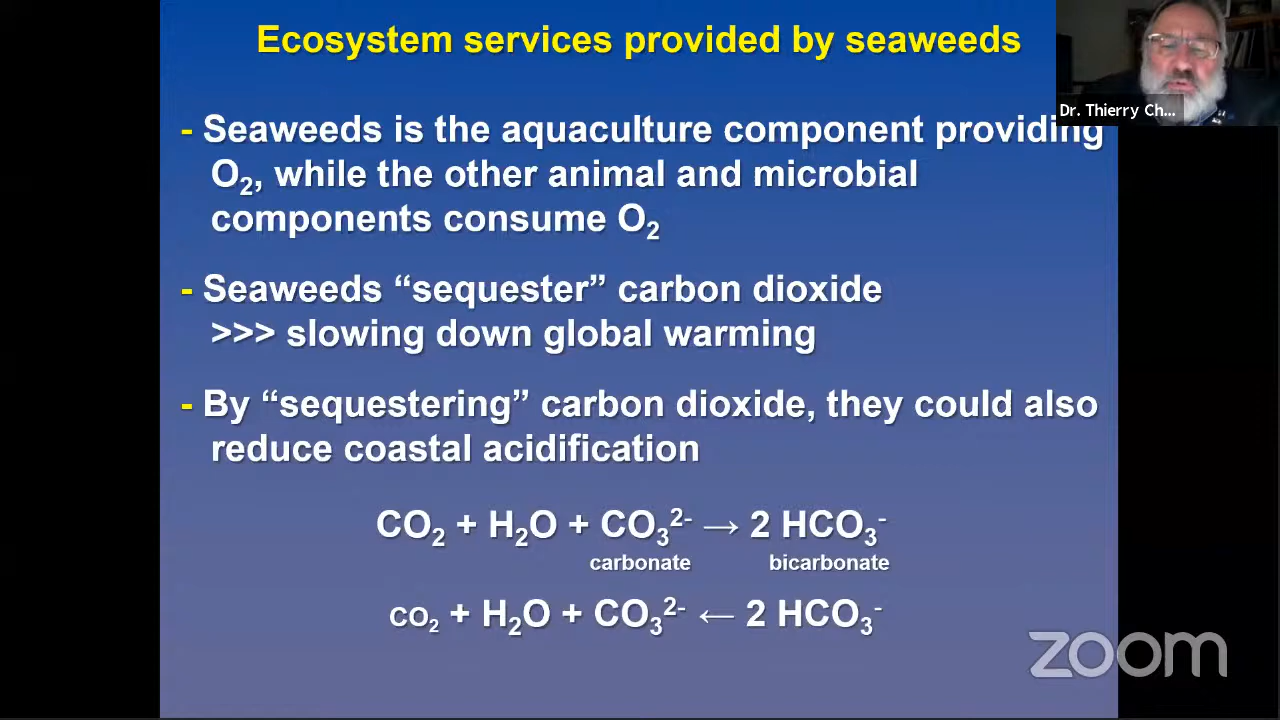 Ecosystem services provided by seaweeds
Dr. Thierry Ch...
- Seaweeds is the aquaculture component providing
O₂, while the other animal and microbial
components consume O₂
- Seaweeds “sequester” carbon dioxide
>>> slowing down global warming
- By “sequestering” carbon dioxide, they could also
reduce coastal acidification
CO₂ + H₂O + CO₃²⁻ → 2 HCO₃⁻
carbonate bicarbonate
CO₂ + H₂O + CO₃²⁻ ← 2 HCO₃⁻
zoom